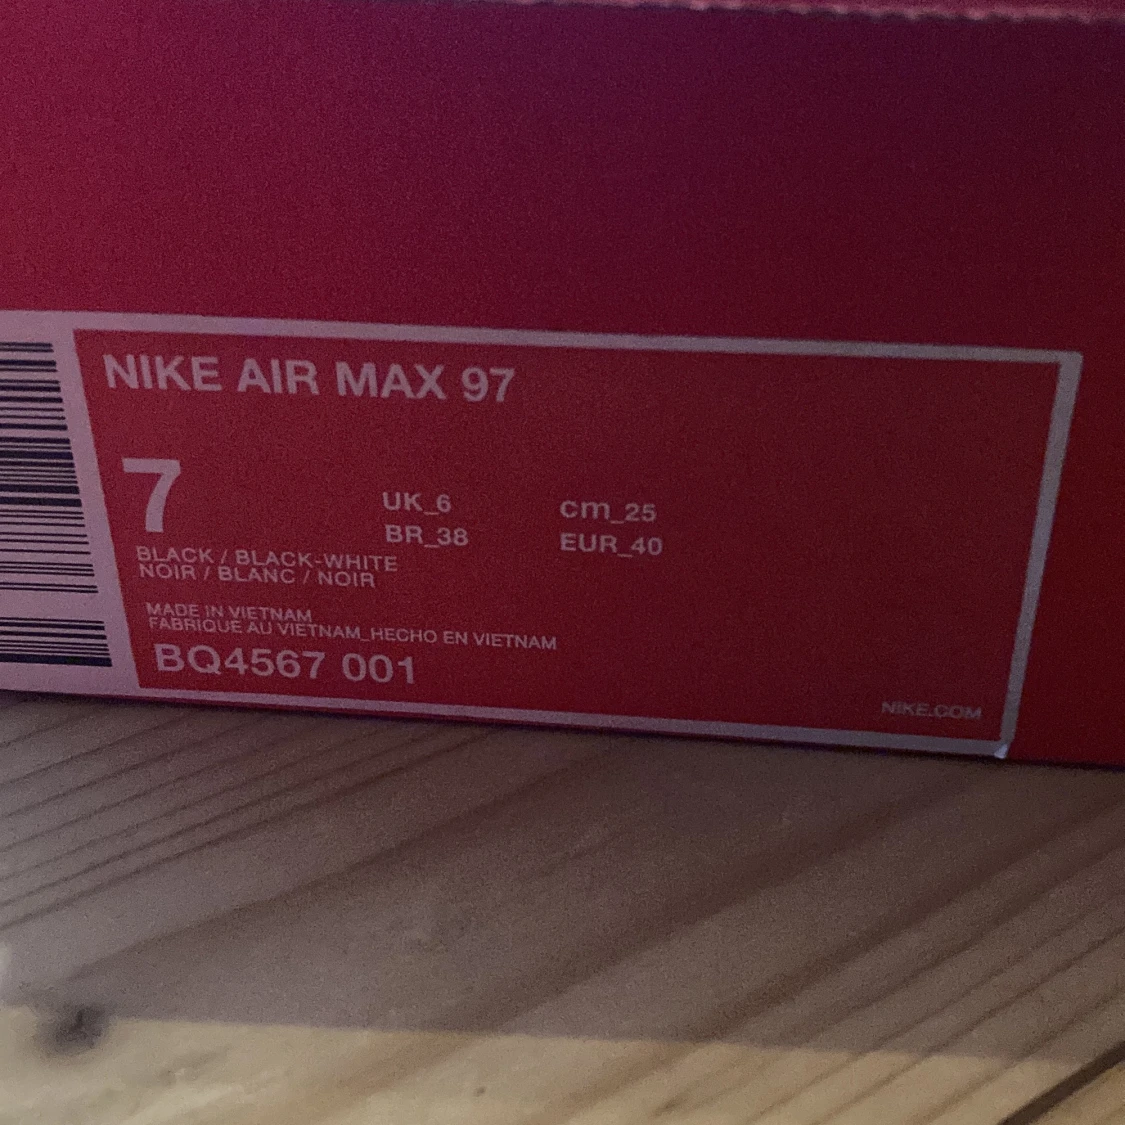 NIKE AIR MAX 97
7
UK_6 cm_25
BR_38 EUR_40
BLACK / BLACK-WHITE
NOIR / BLANC / NOIR
MADE IN VIETNAM
FABRIQUE AU VIETNAM_HECHO EN VIETNAM
BQ4567 001
NIKE.COM